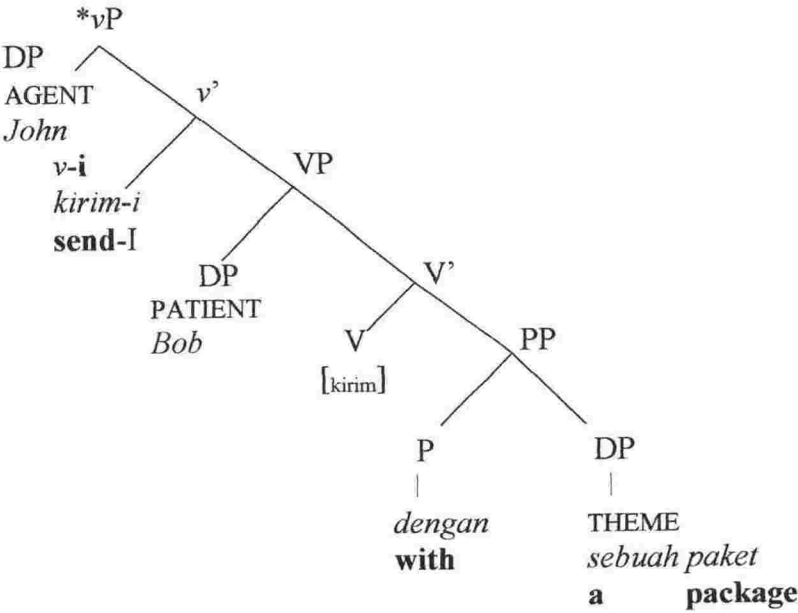 *vP
DP
AGENT
John
v'
v-i
kirim-i
send-I
VP
DP
PATIENT
Bob
V'
V
[kirim]
PP
P
dengan
with
DP
THEME
sebuah paket
a package